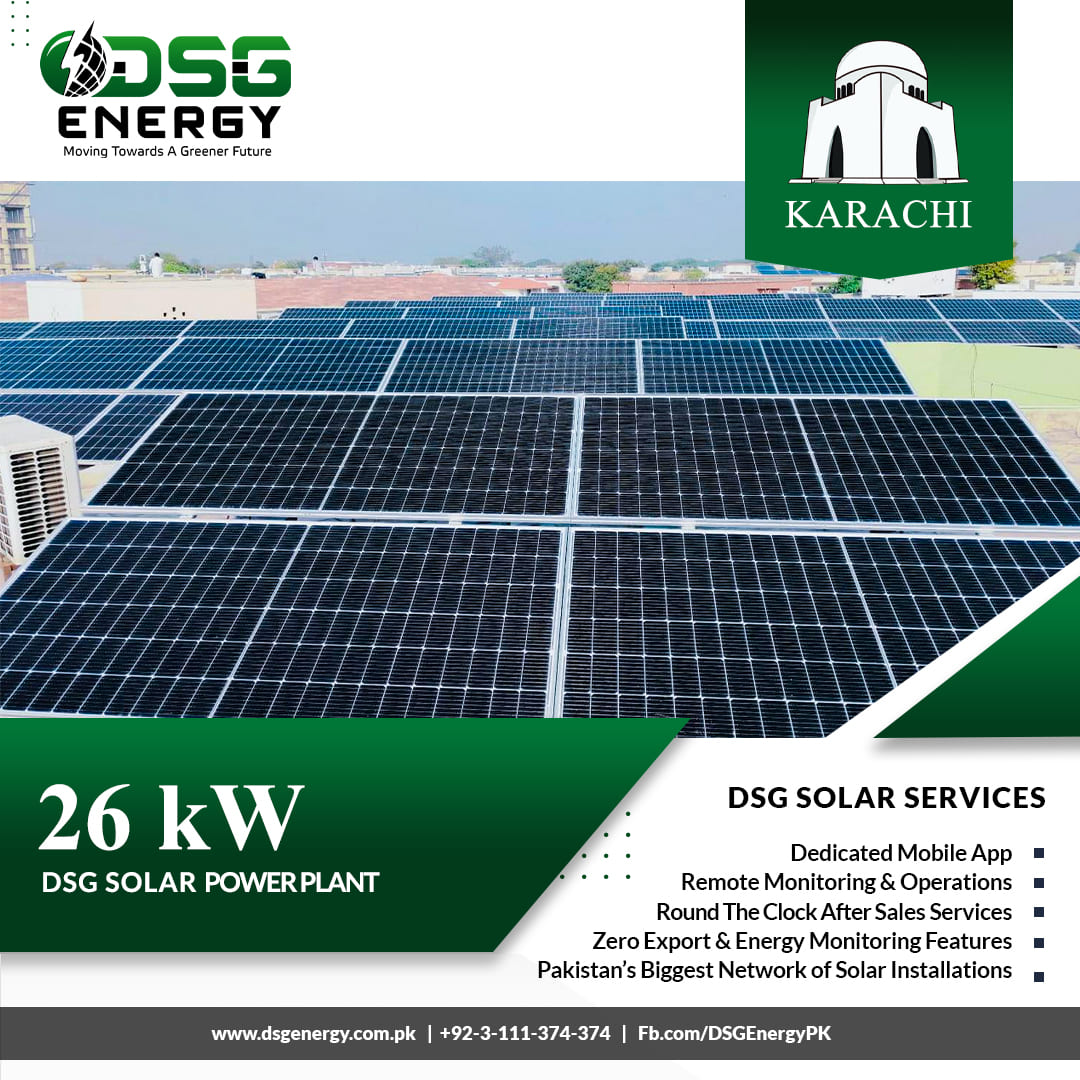 DSG
ENERGY
Moving Towards A Greener Future
KARACHI
26 kW
DSG SOLAR POWER PLANT
DSG SOLAR SERVICES
Dedicated Mobile App
Remote Monitoring & Operations
Round The Clock After Sales Services
Zero Export & Energy Monitoring Features
Pakistan's Biggest Network of Solar Installations
www.dsgenergy.com.pk | +92-3-111-374-374 | Fb.com/DSGEnergyPK